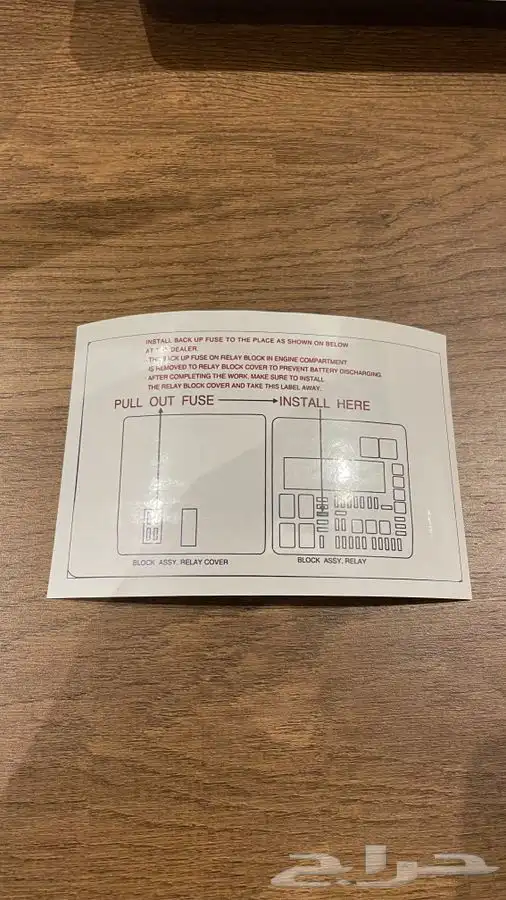 INSTALL BACK UP FUSE TO THE PLACE AS SHOWN ON BELOW
AT THE DEALER.
THE BACK UP FUSE ON RELAY BLOCK IN ENGINE COMPARTMENT
IS REMOVED TO RELAY BLOCK COVER TO PREVENT BATTERY DISCHARGING.
AFTER COMPLETING THE WORK. MAKE SURE TO INSTALL
THE RELAY BLOCK COVER AND TAKE THIS LABEL AWAY.
PULL OUT FUSE INSTALL HERE
BLOCK ASSY. RELAY COVER BLOCK ASSY. RELAY
حراج